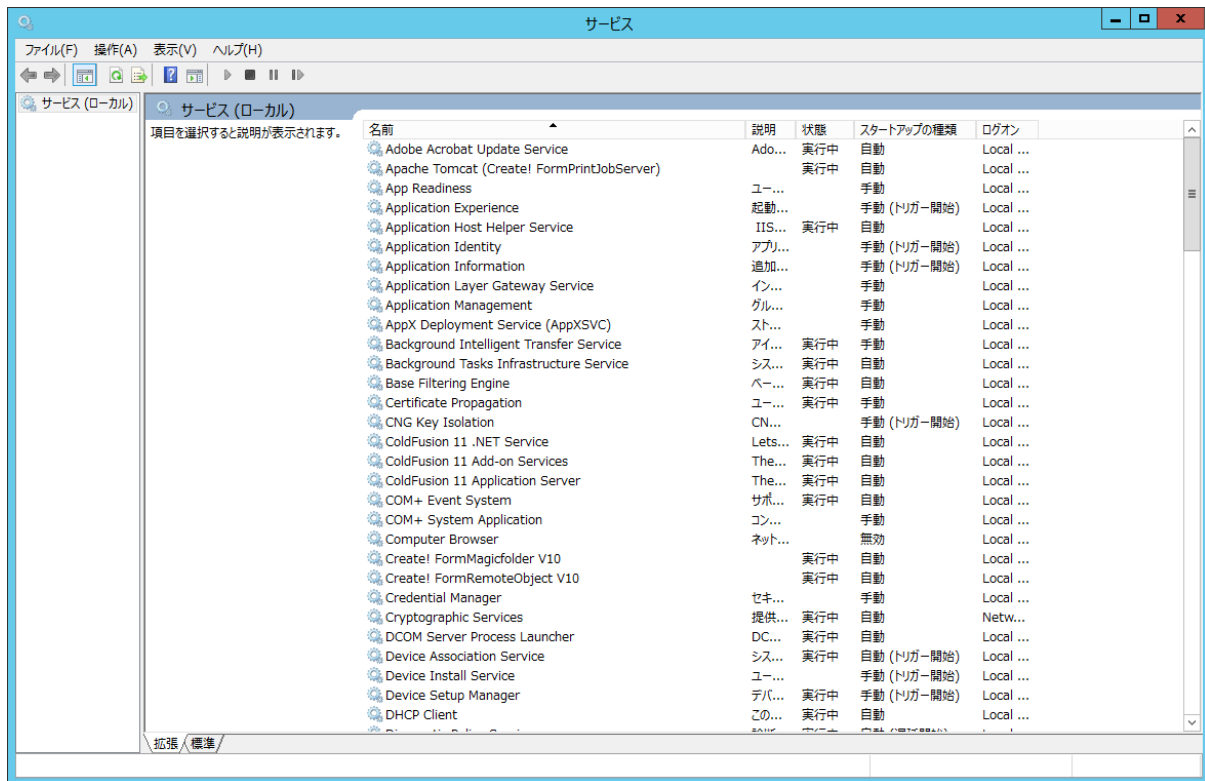 サービス
ファイル(F) 操作(A) 表示(V) ヘルプ(H)
サービス (ローカル)
サービス (ローカル)
項目を選択すると説明が表示されます。
名前 説明 状態 スタートアップの種類 ログオン
Adobe Acrobat Update Service Ado... 実行中 自動 Local ...
Apache Tomcat (Create! FormPrintJobServer) 実行中 自動 Local ...
App Readiness ユー... 手動 Local ...
Application Experience 起動... 手動 (トリガー開始) Local ...
Application Host Helper Service IIS... 実行中 自動 Local ...
Application Identity アプリ... 手動 (トリガー開始) Local ...
Application Information 追加... 手動 (トリガー開始) Local ...
Application Layer Gateway Service イン... 手動 Local ...
Application Management グル... 手動 Local ...
AppX Deployment Service (AppXSVC) スト... 手動 Local ...
Background Intelligent Transfer Service アイ... 実行中 手動 Local ...
Background Tasks Infrastructure Service シス... 実行中 自動 Local ...
Base Filtering Engine ベー... 実行中 自動 Local ...
Certificate Propagation ユー... 実行中 手動 Local ...
CNG Key Isolation CN... 手動 (トリガー開始) Local ...
ColdFusion 11 .NET Service Lets... 実行中 自動 Local ...
ColdFusion 11 Add-on Services The... 実行中 自動 Local ...
ColdFusion 11 Application Server The... 実行中 自動 Local ...
COM+ Event System サポ... 実行中 自動 Local ...
COM+ System Application コン... 手動 Local ...
Computer Browser ネット... 無効 Local ...
Create! FormMagicfolder V10 実行中 自動 Local ...
Create! FormRemoteObject V10 実行中 自動 Local ...
Credential Manager セキ... 手動 Local ...
Cryptographic Services 提供... 実行中 自動 Netw...
DCOM Server Process Launcher DC... 実行中 自動 Local ...
Device Association Service シス... 実行中 自動 (トリガー開始) Local ...
Device Install Service ユー... 手動 (トリガー開始) Local ...
Device Setup Manager デバ... 実行中 手動 (トリガー開始) Local ...
DHCP Client この... 実行中 自動 Local ...
拡張 標準